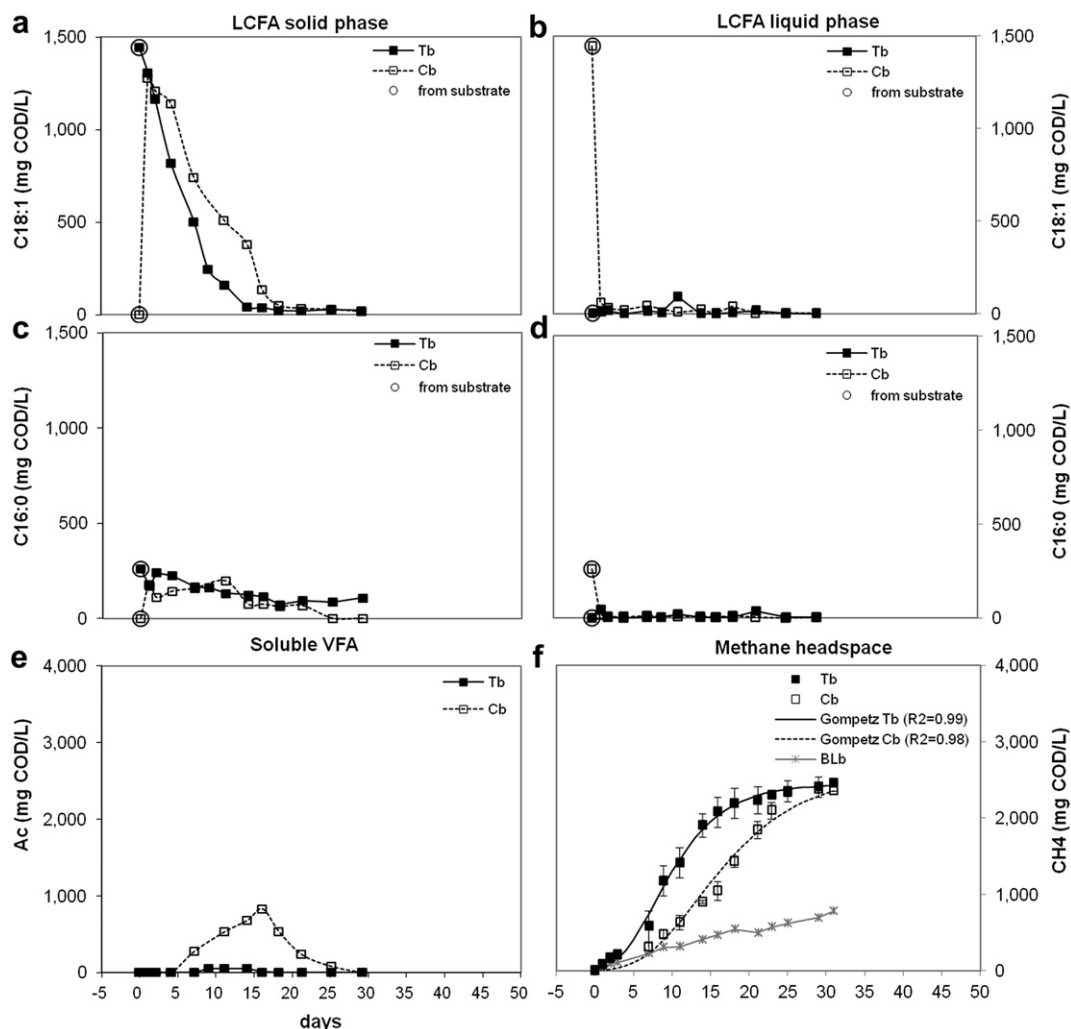 a
LCFA solid phase
1,500
1,000
500
0
C18:1 (mg COD/L)
Tb
Cb
from substrate
b
LCFA liquid phase
1,500
1,000
500
0
C18:1 (mg COD/L)
Tb
Cb
from substrate
c
1,500
1,000
500
0
C16:0 (mg COD/L)
Tb
Cb
from substrate
d
1,500
1,000
500
0
C16:0 (mg COD/L)
Tb
Cb
from substrate
e
Soluble VFA
4,000
3,000
2,000
1,000
0
Ac (mg COD/L)
Tb
Cb
-5 0 5 10 15 20 25 30 35 40 45 50
days
f
Methane headspace
4,000
3,000
2,000
1,000
0
CH4 (mg COD/L)
Tb
Cb
Gompetz Tb (R2=0.99)
Gompetz Cb (R2=0.98)
BLb
-5 0 5 10 15 20 25 30 35 40 45 50